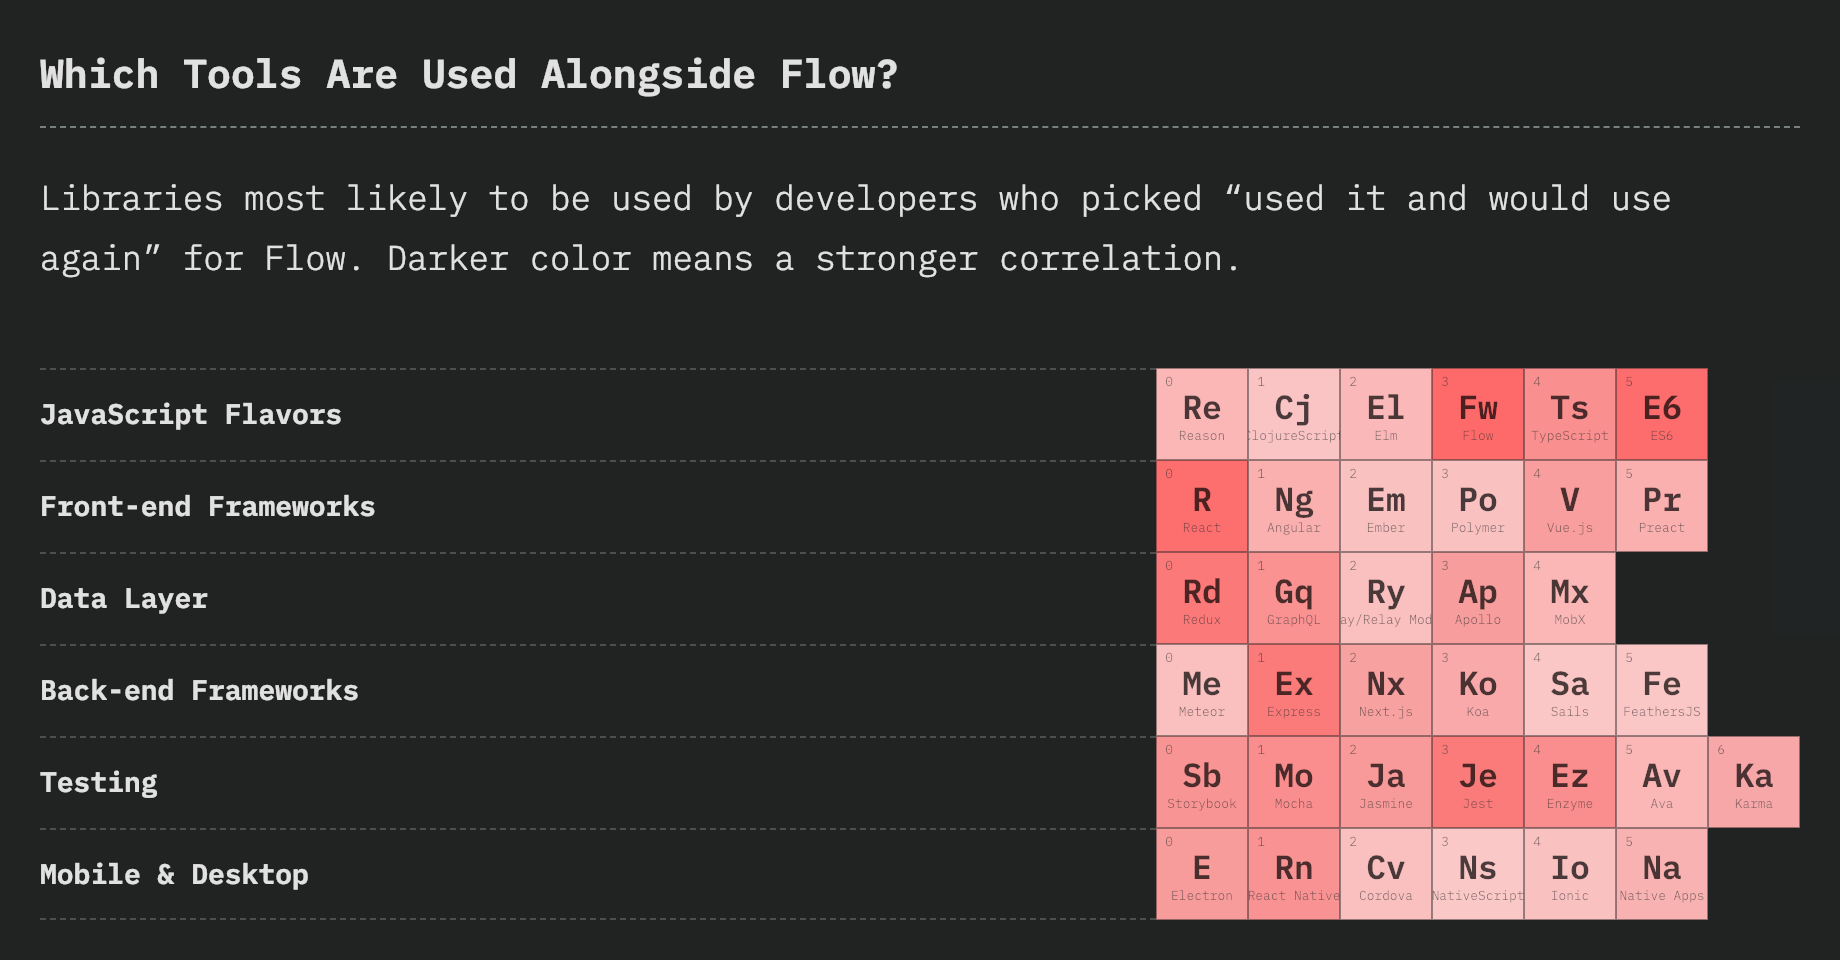 Which Tools Are Used Alongside Flow?
Libraries most likely to be used by developers who picked “used it and would use
again” for Flow. Darker color means a stronger correlation.
JavaScript Flavors
0 1 2 3 4 5
Re Cj El Fw Ts E6
Reason ClojureScript Elm Flow TypeScript ES6
Front-end Frameworks
0 1 2 3 4 5
R Ng Em Po V Pr
React Angular Ember Polymer Vue.js Preact
Data Layer
0 1 2 3 4
Rd Gq Ry Ap Mx
Redux GraphQL ay/Relay Mod Apollo MobX
Back-end Frameworks
0 1 2 3 4 5
Me Ex Nx Ko Sa Fe
Meteor Express Next.js Koa Sails FeathersJS
Testing
0 1 2 3 4 5 6
Sb Mo Ja Je Ez Av Ka
Storybook Mocha Jasmine Jest Enzyme Ava Karma
Mobile & Desktop
0 1 2 3 4 5
E Rn Cv Ns Io Na
Electron React Native Cordova NativeScript Ionic Native Apps